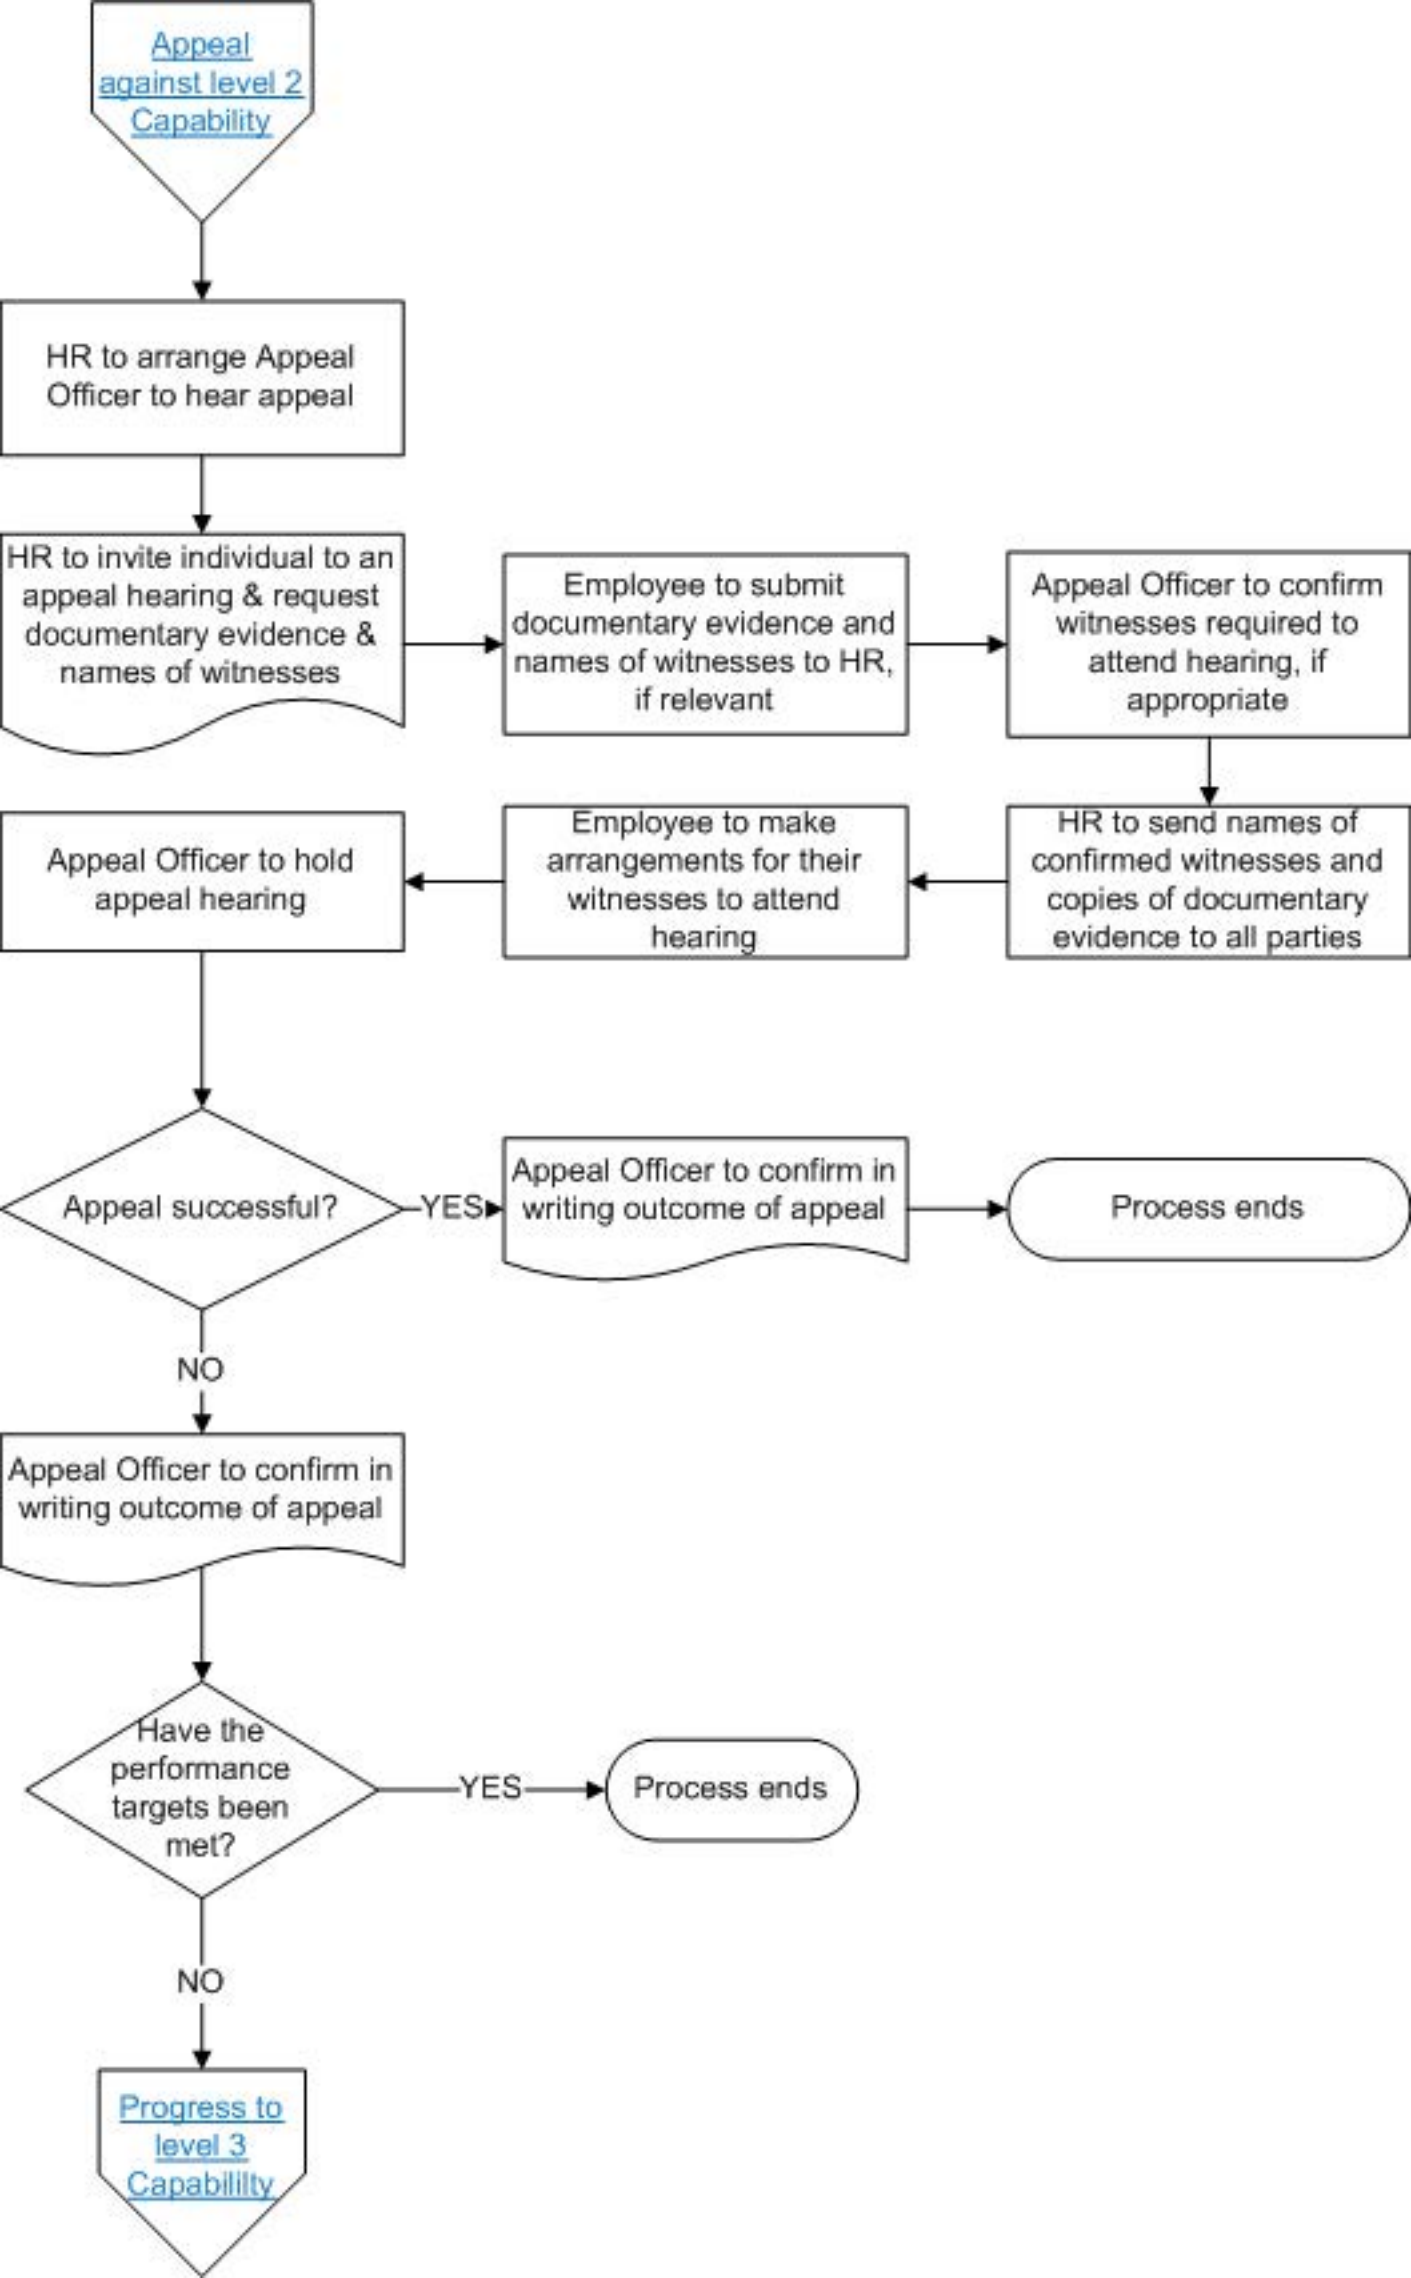 Appeal
against level 2
Capability
HR to arrange Appeal
Officer to hear appeal
HR to invite individual to an
appeal hearing & request
documentary evidence &
names of witnesses
Employee to submit
documentary evidence and
names of witnesses to HR,
if relevant
Appeal Officer to confirm
witnesses required to
attend hearing, if
appropriate
HR to send names of
confirmed witnesses and
copies of documentary
evidence to all parties
Employee to make
arrangements for their
witnesses to attend
hearing
Appeal Officer to hold
appeal hearing
Appeal successful?
YES
Appeal Officer to confirm in
writing outcome of appeal
Process ends
NO
Appeal Officer to confirm in
writing outcome of appeal
Have the
performance
targets been
met?
YES
Process ends
NO
Progress to
level 3
Capabililty